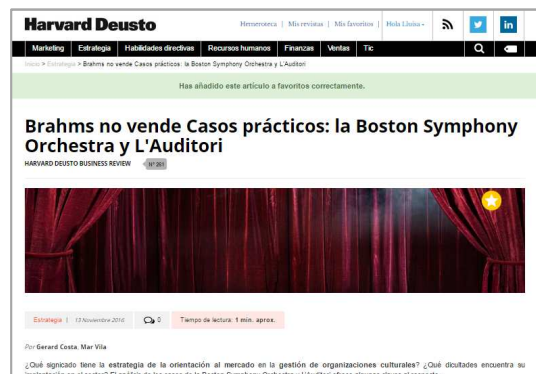 Harvard Deusto
Hemeroteca | Mis revistas | Mis favoritos | Hola Lluïsa
in
Marketing Estrategia Habilidades directivas Recursos humanos Finanzas Ventas Tic
Inicio > Estrategia > Brahms no vende Casos prácticos: la Boston Symphony Orchestra y L'Auditori
Has añadido este artículo a favoritos correctamente.
Brahms no vende Casos prácticos: la Boston Symphony
Orchestra y L'Auditori
HARVARD DEUSTO BUSINESS REVIEW Nº 261
Estrategia | 13 Noviembre 2016 0 Tiempo de lectura: 1 min. aprox.
Por Gerard Costa, Mar Vila
¿Qué signicado tiene la estrategia de la orientación al mercado en la gestión de organizaciones culturales? ¿Qué dicultades encuentra su